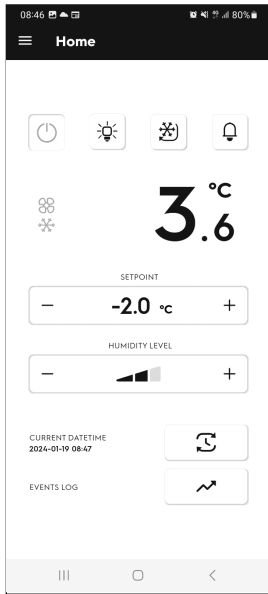 08:46 80%
Home
°C
3.6
SETPOINT
− -2.0 °C +
HUMIDITY LEVEL
− +
CURRENT DATETIME
2024-01-19 08:47
EVENTS LOG